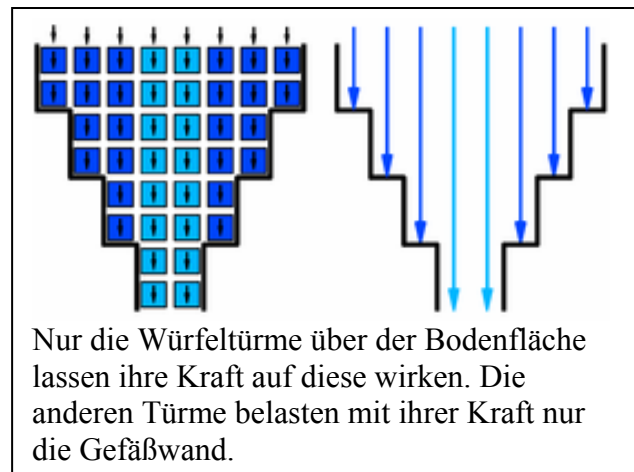 Nur die Würfeltürme über der Bodenfläche
lassen ihre Kraft auf diese wirken. Die
anderen Türme belasten mit ihrer Kraft nur
die Gefäßwand.